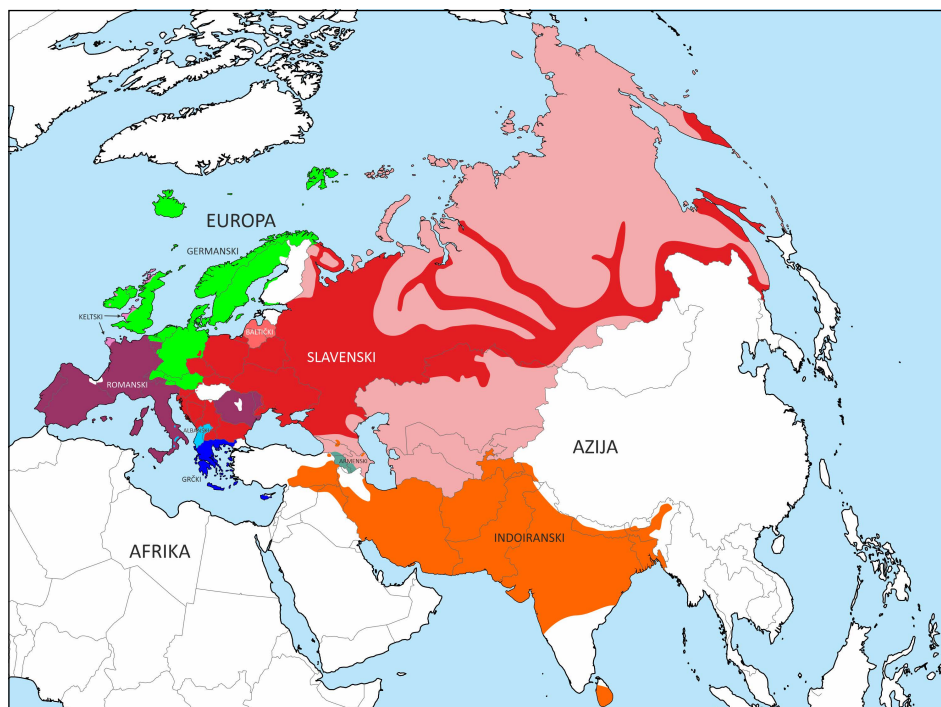 EUROPA
GERMANSKI
KELTSKI
BALTIČKI
SLAVENSKI
ROMANSKI
AZIJA
ALBANSKI
ARMENSKI
GRČKI
INDOIRANSKI
AFRIKA